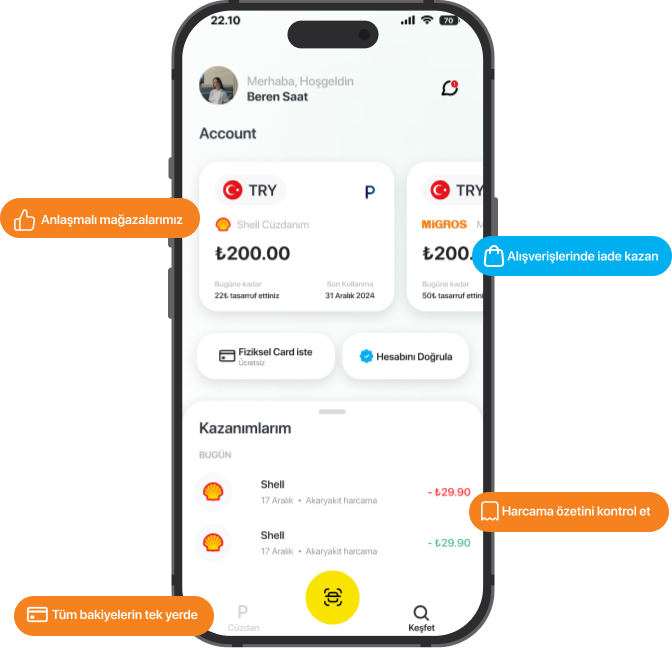 22.10
70
Merhaba, Hoşgeldin
Beren Saat
1
Account
TRY
P
TRY
Anlaşmalı mağazalarımız
Shell Cüzdanım
MiGROS M
₺200.00
₺200.
Alışverişlerinde iade kazan
Bugüne kadar
Son Kullanma
Bugüne kadar
22₺ tasarruf ettiniz
31 Aralık 2024
50₺ tasarruf ettini
Fiziksel Card iste
Ücretsiz
Hesabını Doğrula
Kazanımlarım
BUGÜN
Shell
17 Aralık • Akaryakıt harcama
- ₺29.90
Harcama özetini kontrol et
Shell
17 Aralık • Akaryakıt harcama
- ₺29.90
Tüm bakiyelerin tek yerde
P
Cüzdan
Keşfet